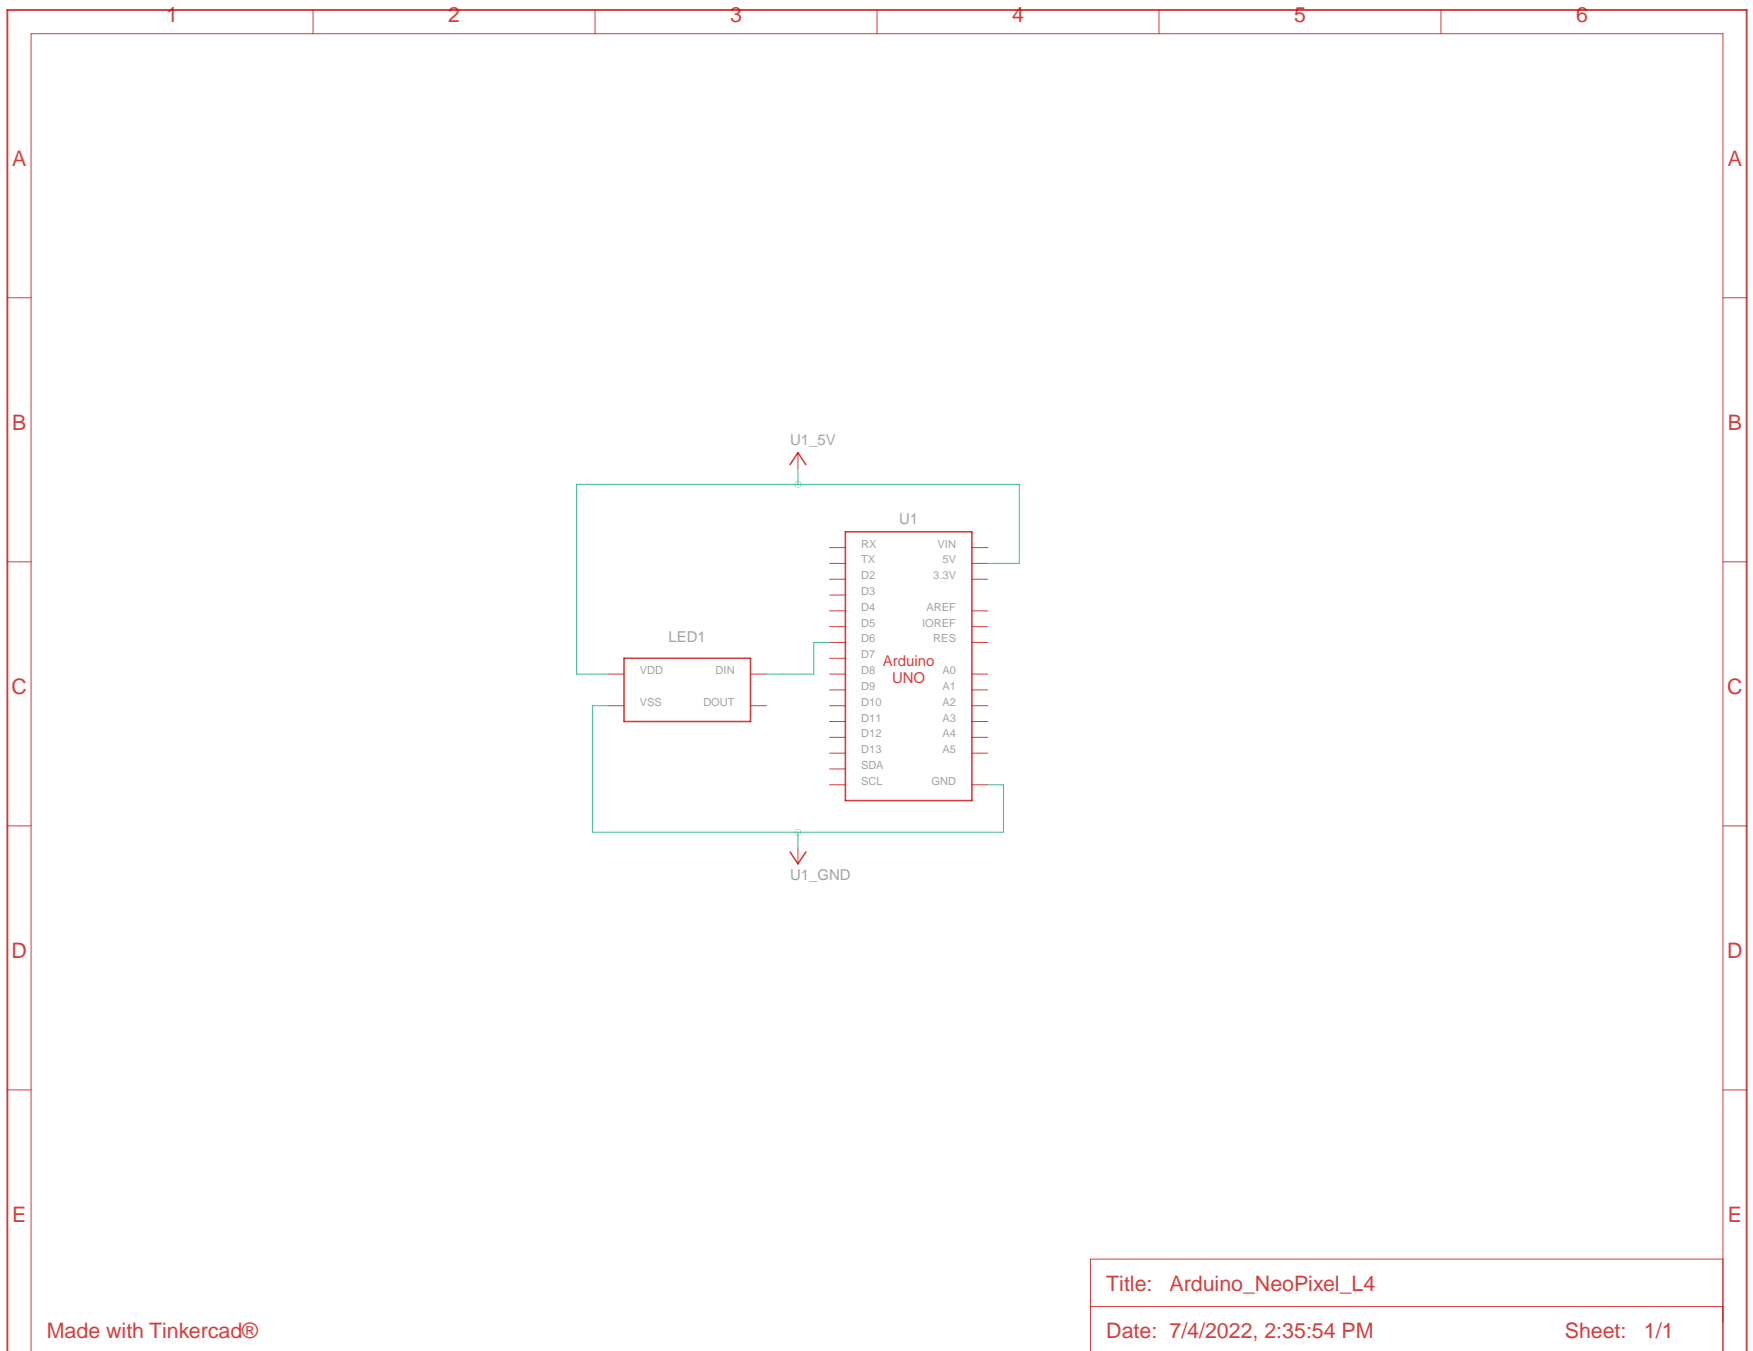 1 2 3 4 5 6
A A
B B
U1_5V
U1
RX VIN
TX 5V
D2 3.3V
D3
D4 AREF
D5 IOREF
LED1 D6 RES
D7
Arduino
UNO
VDD DIN D8 A0
C C
D9 A1
VSS DOUT D10 A2
D11 A3
D12 A4
D13 A5
SDA
SCL GND
U1_GND
D D
E E
Title: Arduino_NeoPixel_L4
Made with Tinkercad®
Date: 7/4/2022, 2:35:54 PM Sheet: 1/1